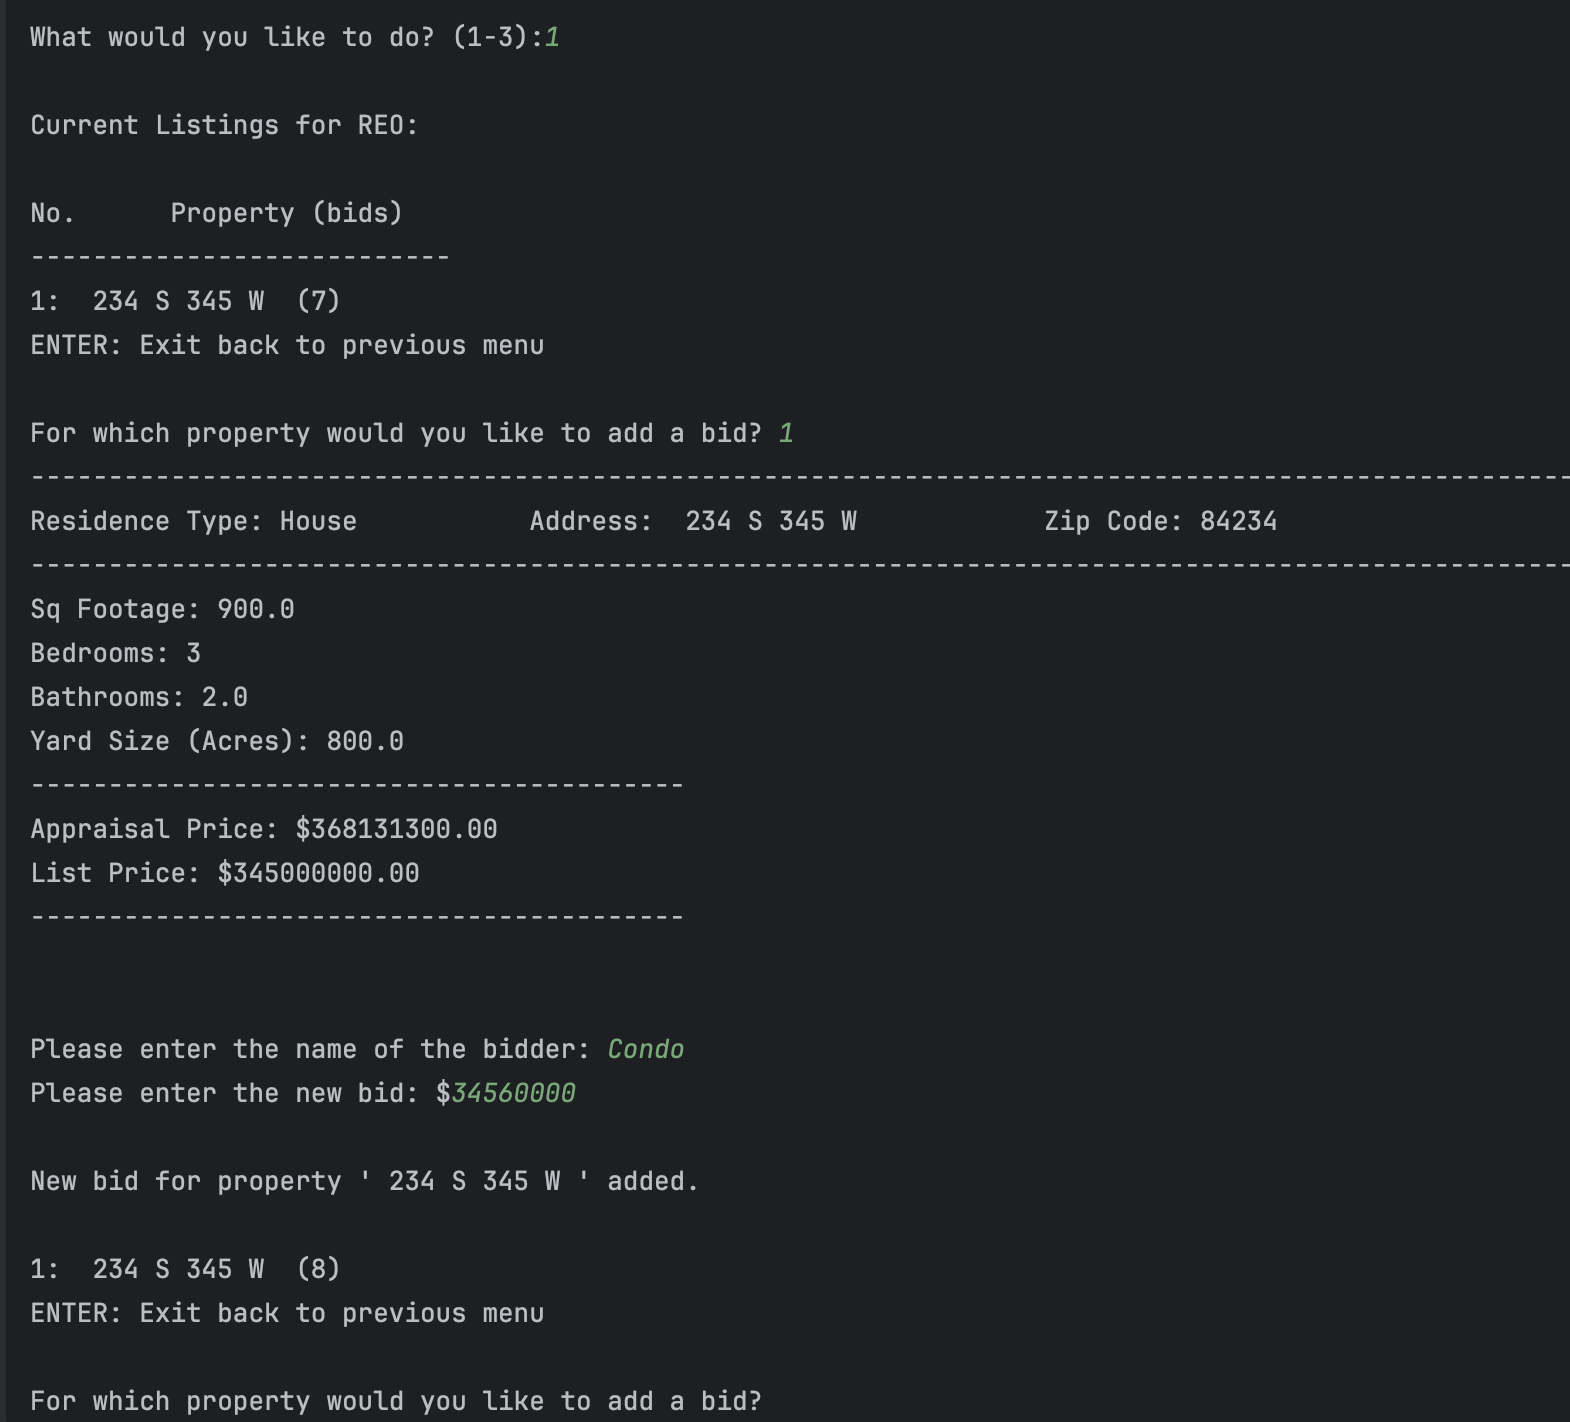 What would you like to do? (1-3):1
Current Listings for REO:
No.      Property (bids)
---------------------------
1:  234 S 345 W  (7)
ENTER: Exit back to previous menu
For which property would you like to add a bid? 1
----------------------------------------------------------------------------------------------------
Residence Type: House           Address:  234 S 345 W            Zip Code: 84234
----------------------------------------------------------------------------------------------------
Sq Footage: 900.0
Bedrooms: 3
Bathrooms: 2.0
Yard Size (Acres): 800.0
------------------------------------------
Appraisal Price: $368131300.00
List Price: $345000000.00
------------------------------------------
Please enter the name of the bidder: Condo
Please enter the new bid: $34560000
New bid for property ' 234 S 345 W ' added.
1:  234 S 345 W  (8)
ENTER: Exit back to previous menu
For which property would you like to add a bid?